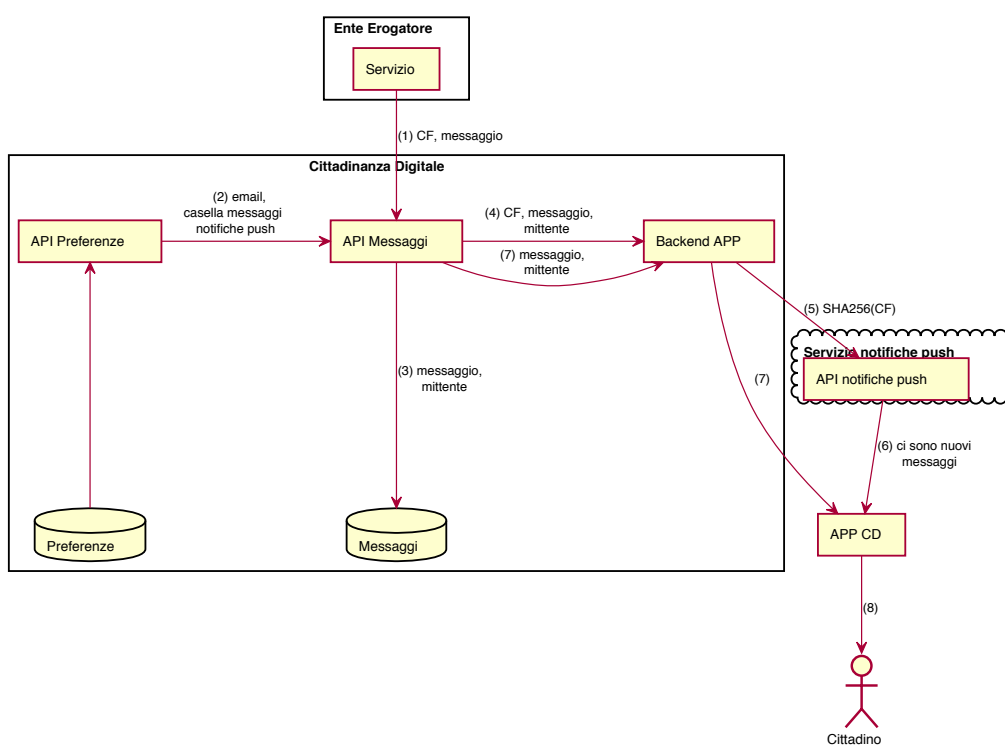 Ente Erogatore
Servizio
(1) CF, messaggio
Cittadinanza Digitale
(2) email,
casella messaggi
notifiche push
(4) CF, messaggio,
mittente
API Preferenze
API Messaggi
Backend APP
(7) messaggio,
mittente
(5) SHA256(CF)
Servizio notifiche push
API notifiche push
(3) messaggio,
mittente
(7)
(6) ci sono nuovi
messaggi
Preferenze
Messaggi
APP CD
(8)
Cittadino